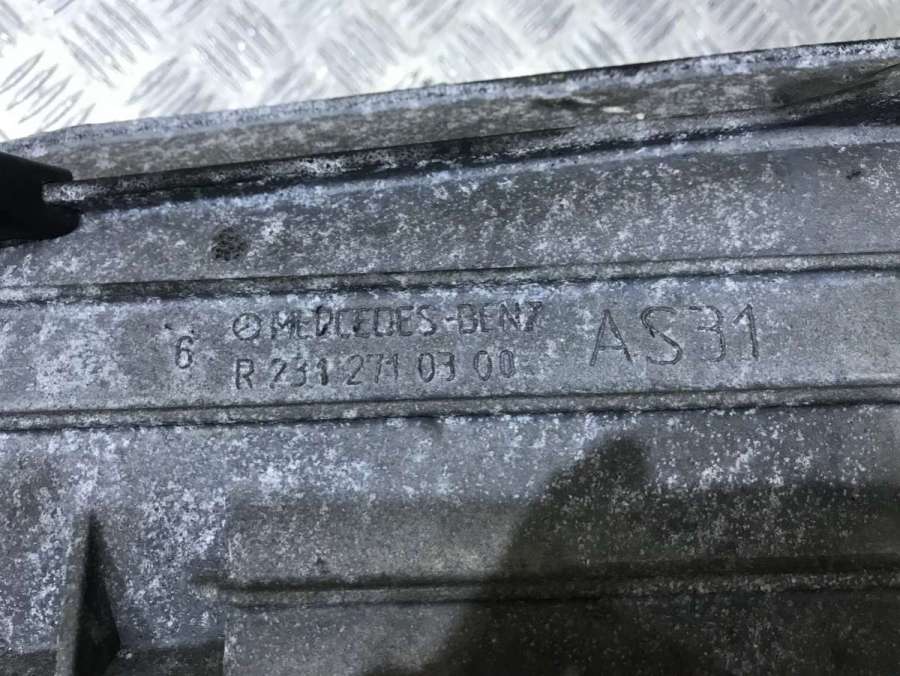 6
MERCEDES-BENZ
R 231 271 03 00
AS31